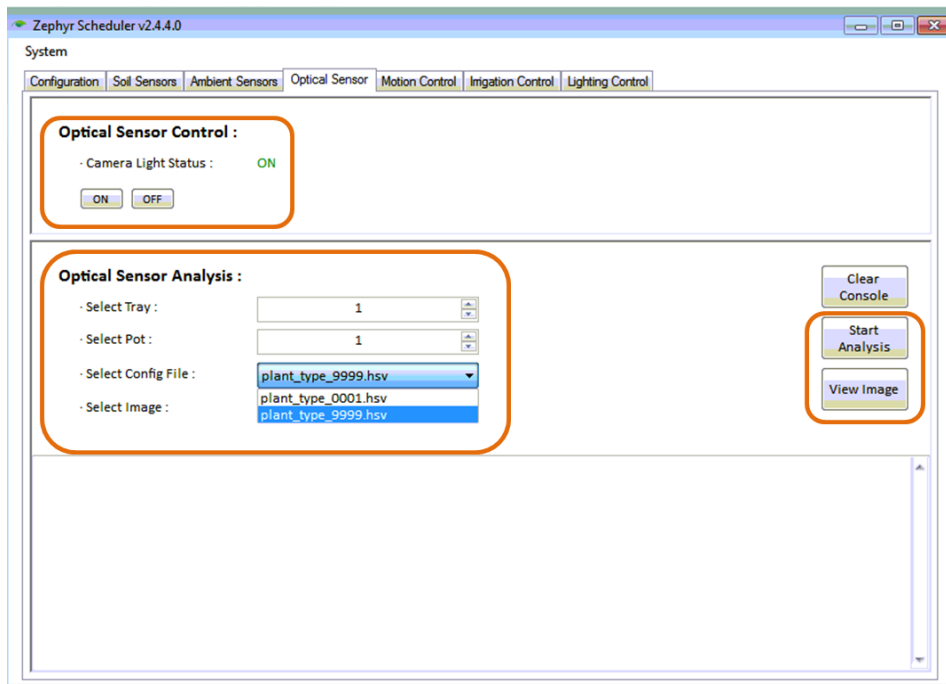 Zephyr Scheduler v2.4.4.0
System
Configuration Soil Sensors Ambient Sensors Optical Sensor Motion Control Irrigation Control Lighting Control
Optical Sensor Control :
· Camera Light Status : ON
ON OFF
Optical Sensor Analysis :
Clear
Console
· Select Tray : 1
· Select Pot : 1
Start
Analysis
· Select Config File : plant_type_9999.hsv
View Image
plant_type_0001.hsv
· Select Image : plant_type_9999.hsv